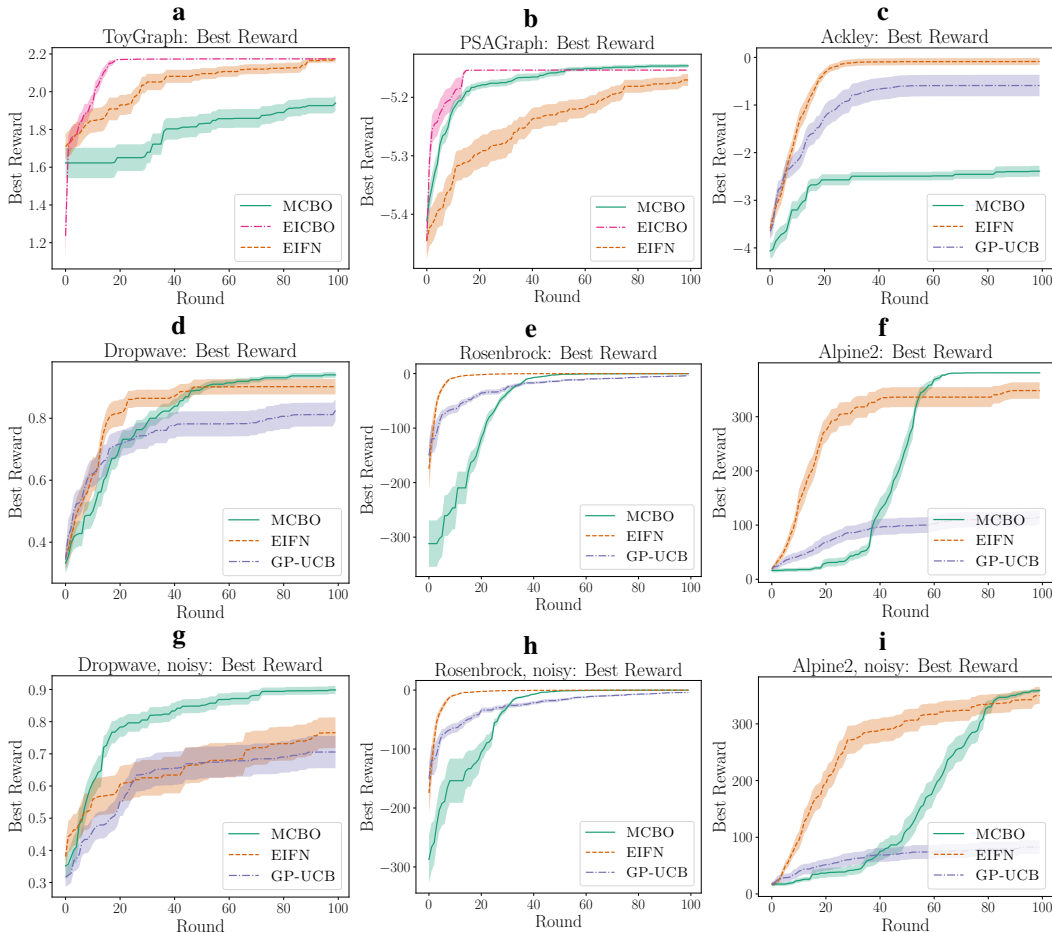 a
ToyGraph: Best Reward
Best Reward
2.2
2.0
1.8
1.6
1.4
1.2
MCBO
EICBO
EIFN
0 20 40 60 80 100
Round
b
PSAGraph: Best Reward
Best Reward
−5.2
−5.3
−5.4
MCBO
EICBO
EIFN
0 20 40 60 80 100
Round
c
Ackley: Best Reward
Best Reward
0
−1
−2
−3
−4
MCBO
EIFN
GP-UCB
0 20 40 60 80 100
Round
d
Dropwave: Best Reward
Best Reward
0.8
0.6
0.4
MCBO
EIFN
GP-UCB
0 20 40 60 80 100
Round
e
Rosenbrock: Best Reward
Best Reward
0
−100
−200
−300
MCBO
EIFN
GP-UCB
0 20 40 60 80 100
Round
f
Alpine2: Best Reward
Best Reward
300
200
100
0
MCBO
EIFN
GP-UCB
0 20 40 60 80 100
Round
g
Dropwave, noisy: Best Reward
Best Reward
0.9
0.8
0.7
0.6
0.5
0.4
0.3
MCBO
EIFN
GP-UCB
0 20 40 60 80 100
Round
h
Rosenbrock, noisy: Best Reward
Best Reward
0
−100
−200
−300
MCBO
EIFN
GP-UCB
0 20 40 60 80 100
Round
i
Alpine2, noisy: Best Reward
Best Reward
300
200
100
0
MCBO
EIFN
GP-UCB
0 20 40 60 80 100
Round